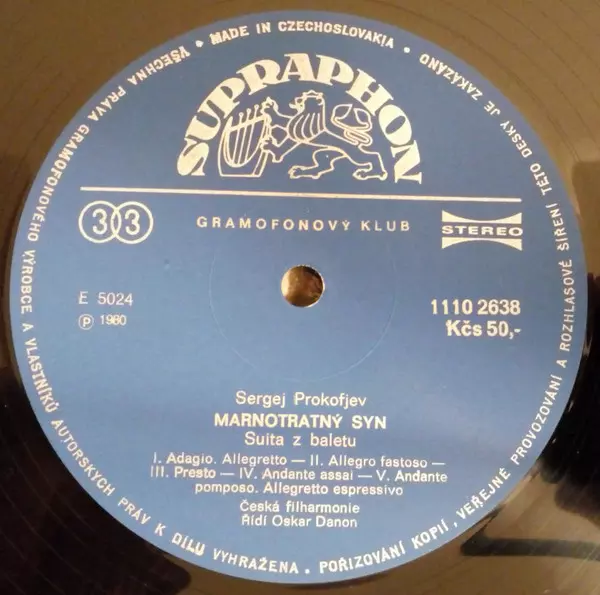 VŠECHNA PRÁVA GRAMOFONOVÉHO VÝROBCE A VLASTNÍKŮ AUTORSKÝCH PRÁV K DÍLU VYHRAŽENA. POŘIZOVÁNÍ KOPIÍ, VEŘEJNÉ PROVOZOVÁNÍ A ROZHLASOVÉ ŠÍŘENÍ TÉTO DESKY JE ZAKÁZÁNO • MADE IN CZECHOSLOVAKIA •
SUPRAPHON
33
GRAMOFONOVÝ KLUB
STEREO
E 5024
1110 2638
Ⓟ 1980
Kčs 50,-
Sergej Prokofjev
MARNOTRATNÝ SYN
Suita z baletu
I. Adagio. Allegretto — II. Allegro fastoso —
III. Presto — IV. Andante assai — V. Andante
pomposo. Allegretto espressivo
Česká filharmonie
Řídí Oskar Danon